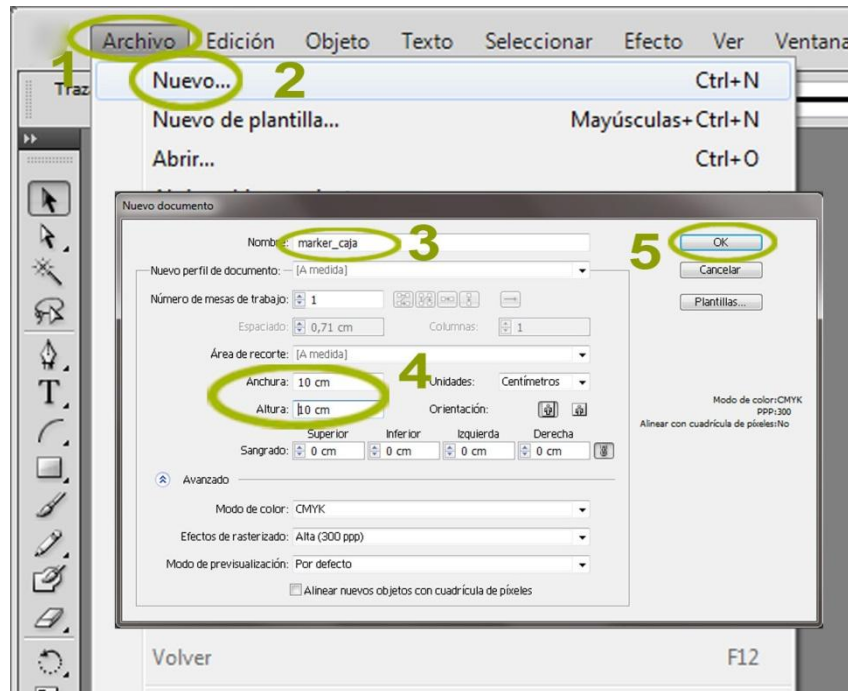 Archivo Edición Objeto Texto Seleccionar Efecto Ver Ventana
1
Nuevo... 2 Ctrl+N
Nuevo de plantilla... Mayúsculas+Ctrl+N
Abrir... Ctrl+O
Nuevo documento
Nombre: marker_caja 3 5 OK
Nuevo perfil de documento: [A medida] Cancelar
Número de mesas de trabajo: 1 Plantillas...
Espaciado: 0,71 cm Columnas: 1
Área de recorte: [A medida]
Anchura: 10 cm 4 Unidades: Centímetros
Altura: 10 cm Orientación:
Modo de color:CMYK
PPP:300
Alinear con cuadrícula de píxeles:No
Superior Inferior Izquierda Derecha
Sangrado: 0 cm 0 cm 0 cm 0 cm
Avanzado
Modo de color: CMYK
Efectos de rasterizado: Alta (300 ppp)
Modo de previsualización: Por defecto
Alinear nuevos objetos con cuadrícula de píxeles
Volver F12